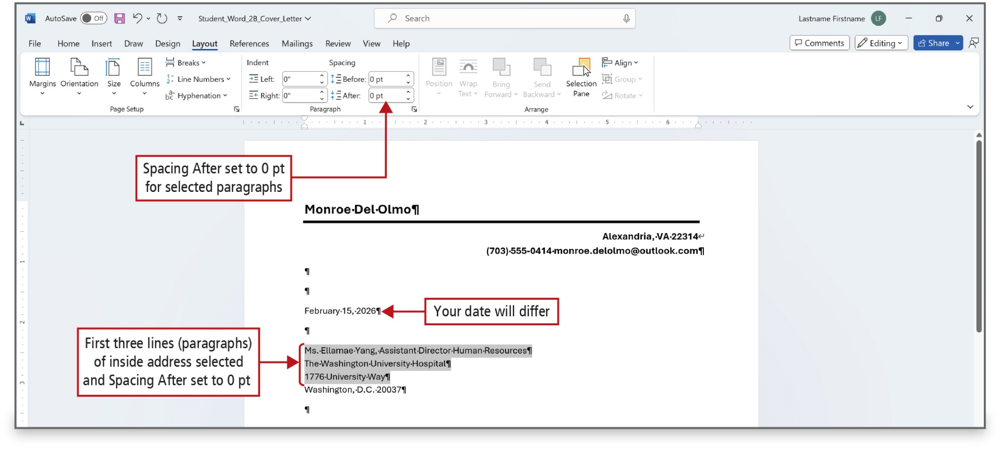 AutoSave Off Student_Word_2B_Cover_Letter Search Lastname Firstname LF
File Home Insert Draw Design Layout References Mailings Review View Help Comments Editing Share
Margins
Orientation
Size
Columns
Breaks
Line Numbers
Hyphenation
Page Setup
Indent Spacing
Left: 0" Before: 0 pt
Right: 0" After: 0 pt
Paragraph
Position
Wrap
Text
Bring
Forward
Send
Backward
Selection
Pane
Align
Group
Rotate
Arrange
1 2 3 4 5 6
Spacing After set to 0 pt
for selected paragraphs
Monroe·Del·Olmo¶
Alexandria,·VA·22314↵
(703)·555-0414·monroe.delolmo@outlook.com¶
¶
¶
February·15,·2026¶
Your date will differ
¶
First three lines (paragraphs)
of inside address selected
and Spacing After set to 0 pt
Ms.·Ellamae·Yang,·Assistant·Director·Human·Resources¶
The·Washington·University·Hospital¶
1776·University·Way¶
Washington,·D.C.·20037¶
¶
1
2
3